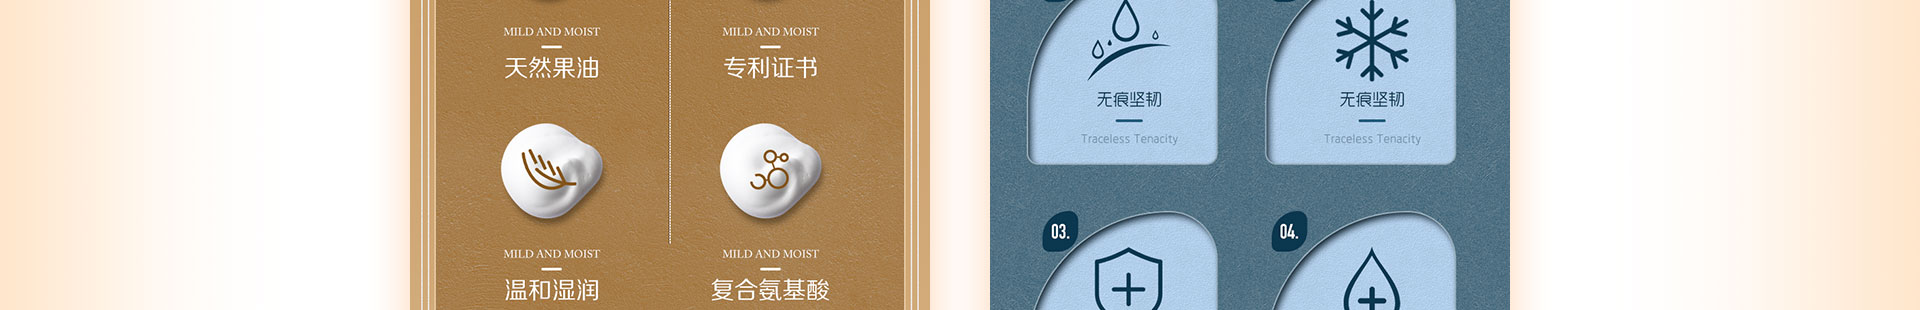 MILD AND MOIST
天然果油
MILD AND MOIST
专利证书
MILD AND MOIST
温和湿润
MILD AND MOIST
复合氨基酸
无痕坚韧
Traceless Tenacity
无痕坚韧
Traceless Tenacity
03.
04.